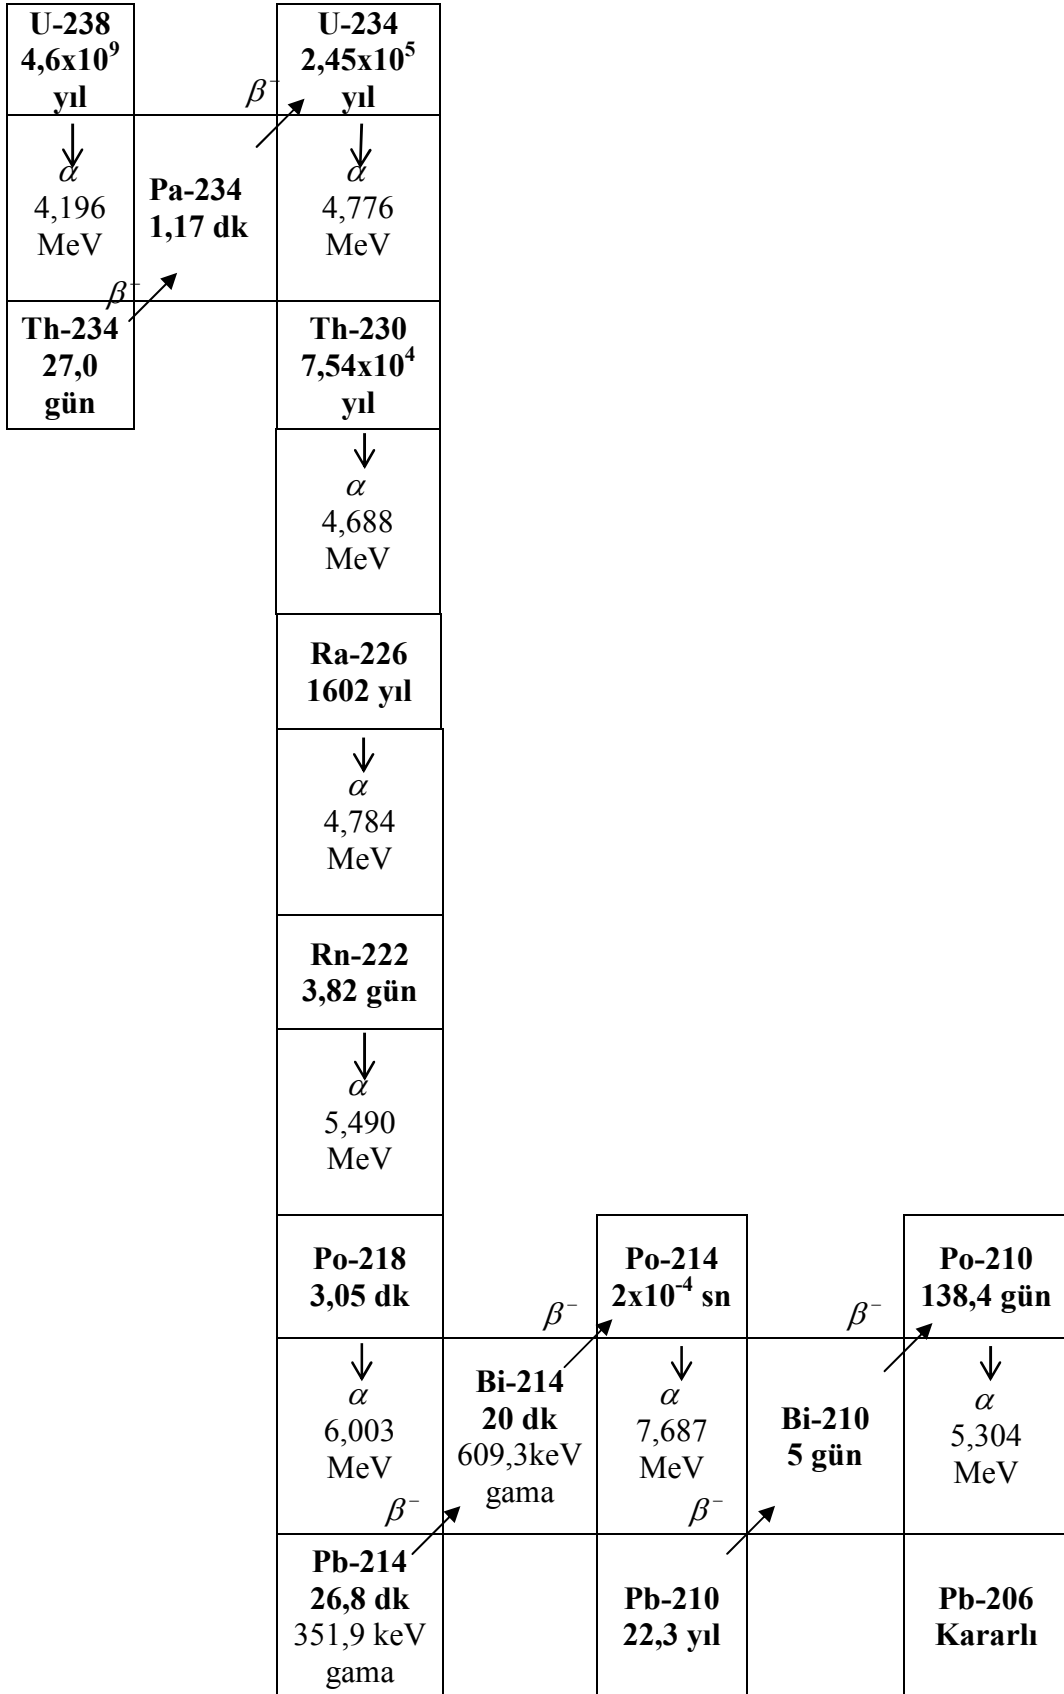 U-238
4,6x10⁹
yıl
U-234
2,45x10⁵
yıl
β⁻
α
4,196
MeV
Pa-234
1,17 dk
α
4,776
MeV
β⁻
Th-234
27,0
gün
Th-230
7,54x10⁴
yıl
α
4,688
MeV
Ra-226
1602 yıl
α
4,784
MeV
Rn-222
3,82 gün
α
5,490
MeV
Po-218
3,05 dk
Po-214
2x10⁻⁴ sn
Po-210
138,4 gün
β⁻
β⁻
α
6,003
MeV
Bi-214
20 dk
609,3keV
gama
α
7,687
MeV
Bi-210
5 gün
α
5,304
MeV
β⁻
β⁻
Pb-214
26,8 dk
351,9 keV
gama
Pb-210
22,3 yıl
Pb-206
Kararlı